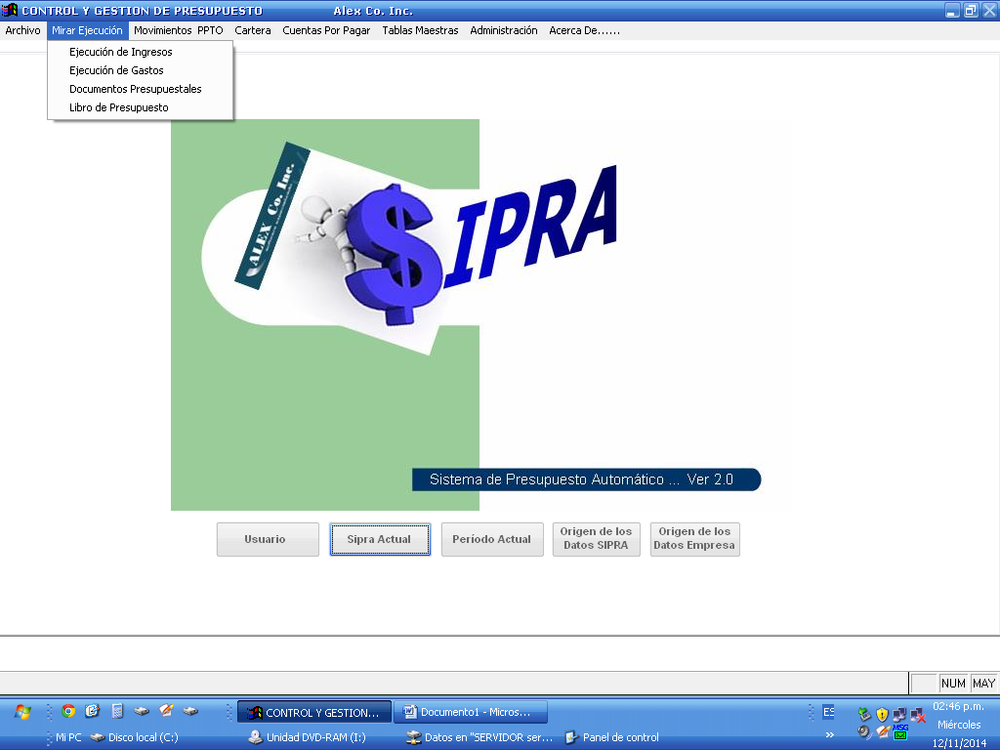 CONTROL Y GESTION DE PRESUPUESTO Alex Co. Inc.
Archivo Mirar Ejecución Movimientos PPTO Cartera Cuentas Por Pagar Tablas Maestras Administración Acerca De......
Ejecución de Ingresos
Ejecución de Gastos
Documentos Presupuestales
Libro de Presupuesto
ALEX Co. Inc.
$IPRA
Sistema de Presupuesto Automático ... Ver 2.0
Usuario
Sipra Actual
Período Actual
Origen de los
Datos SIPRA
Origen de los
Datos Empresa
NUM MAY
CONTROL Y GESTION... Documento1 - Micros... ES
02:46 p.m.
Miércoles
12/11/2014
MSG
Mi PC Disco local (C:) Unidad DVD-RAM (I:) Datos en "SERVIDOR ser... Panel de control »